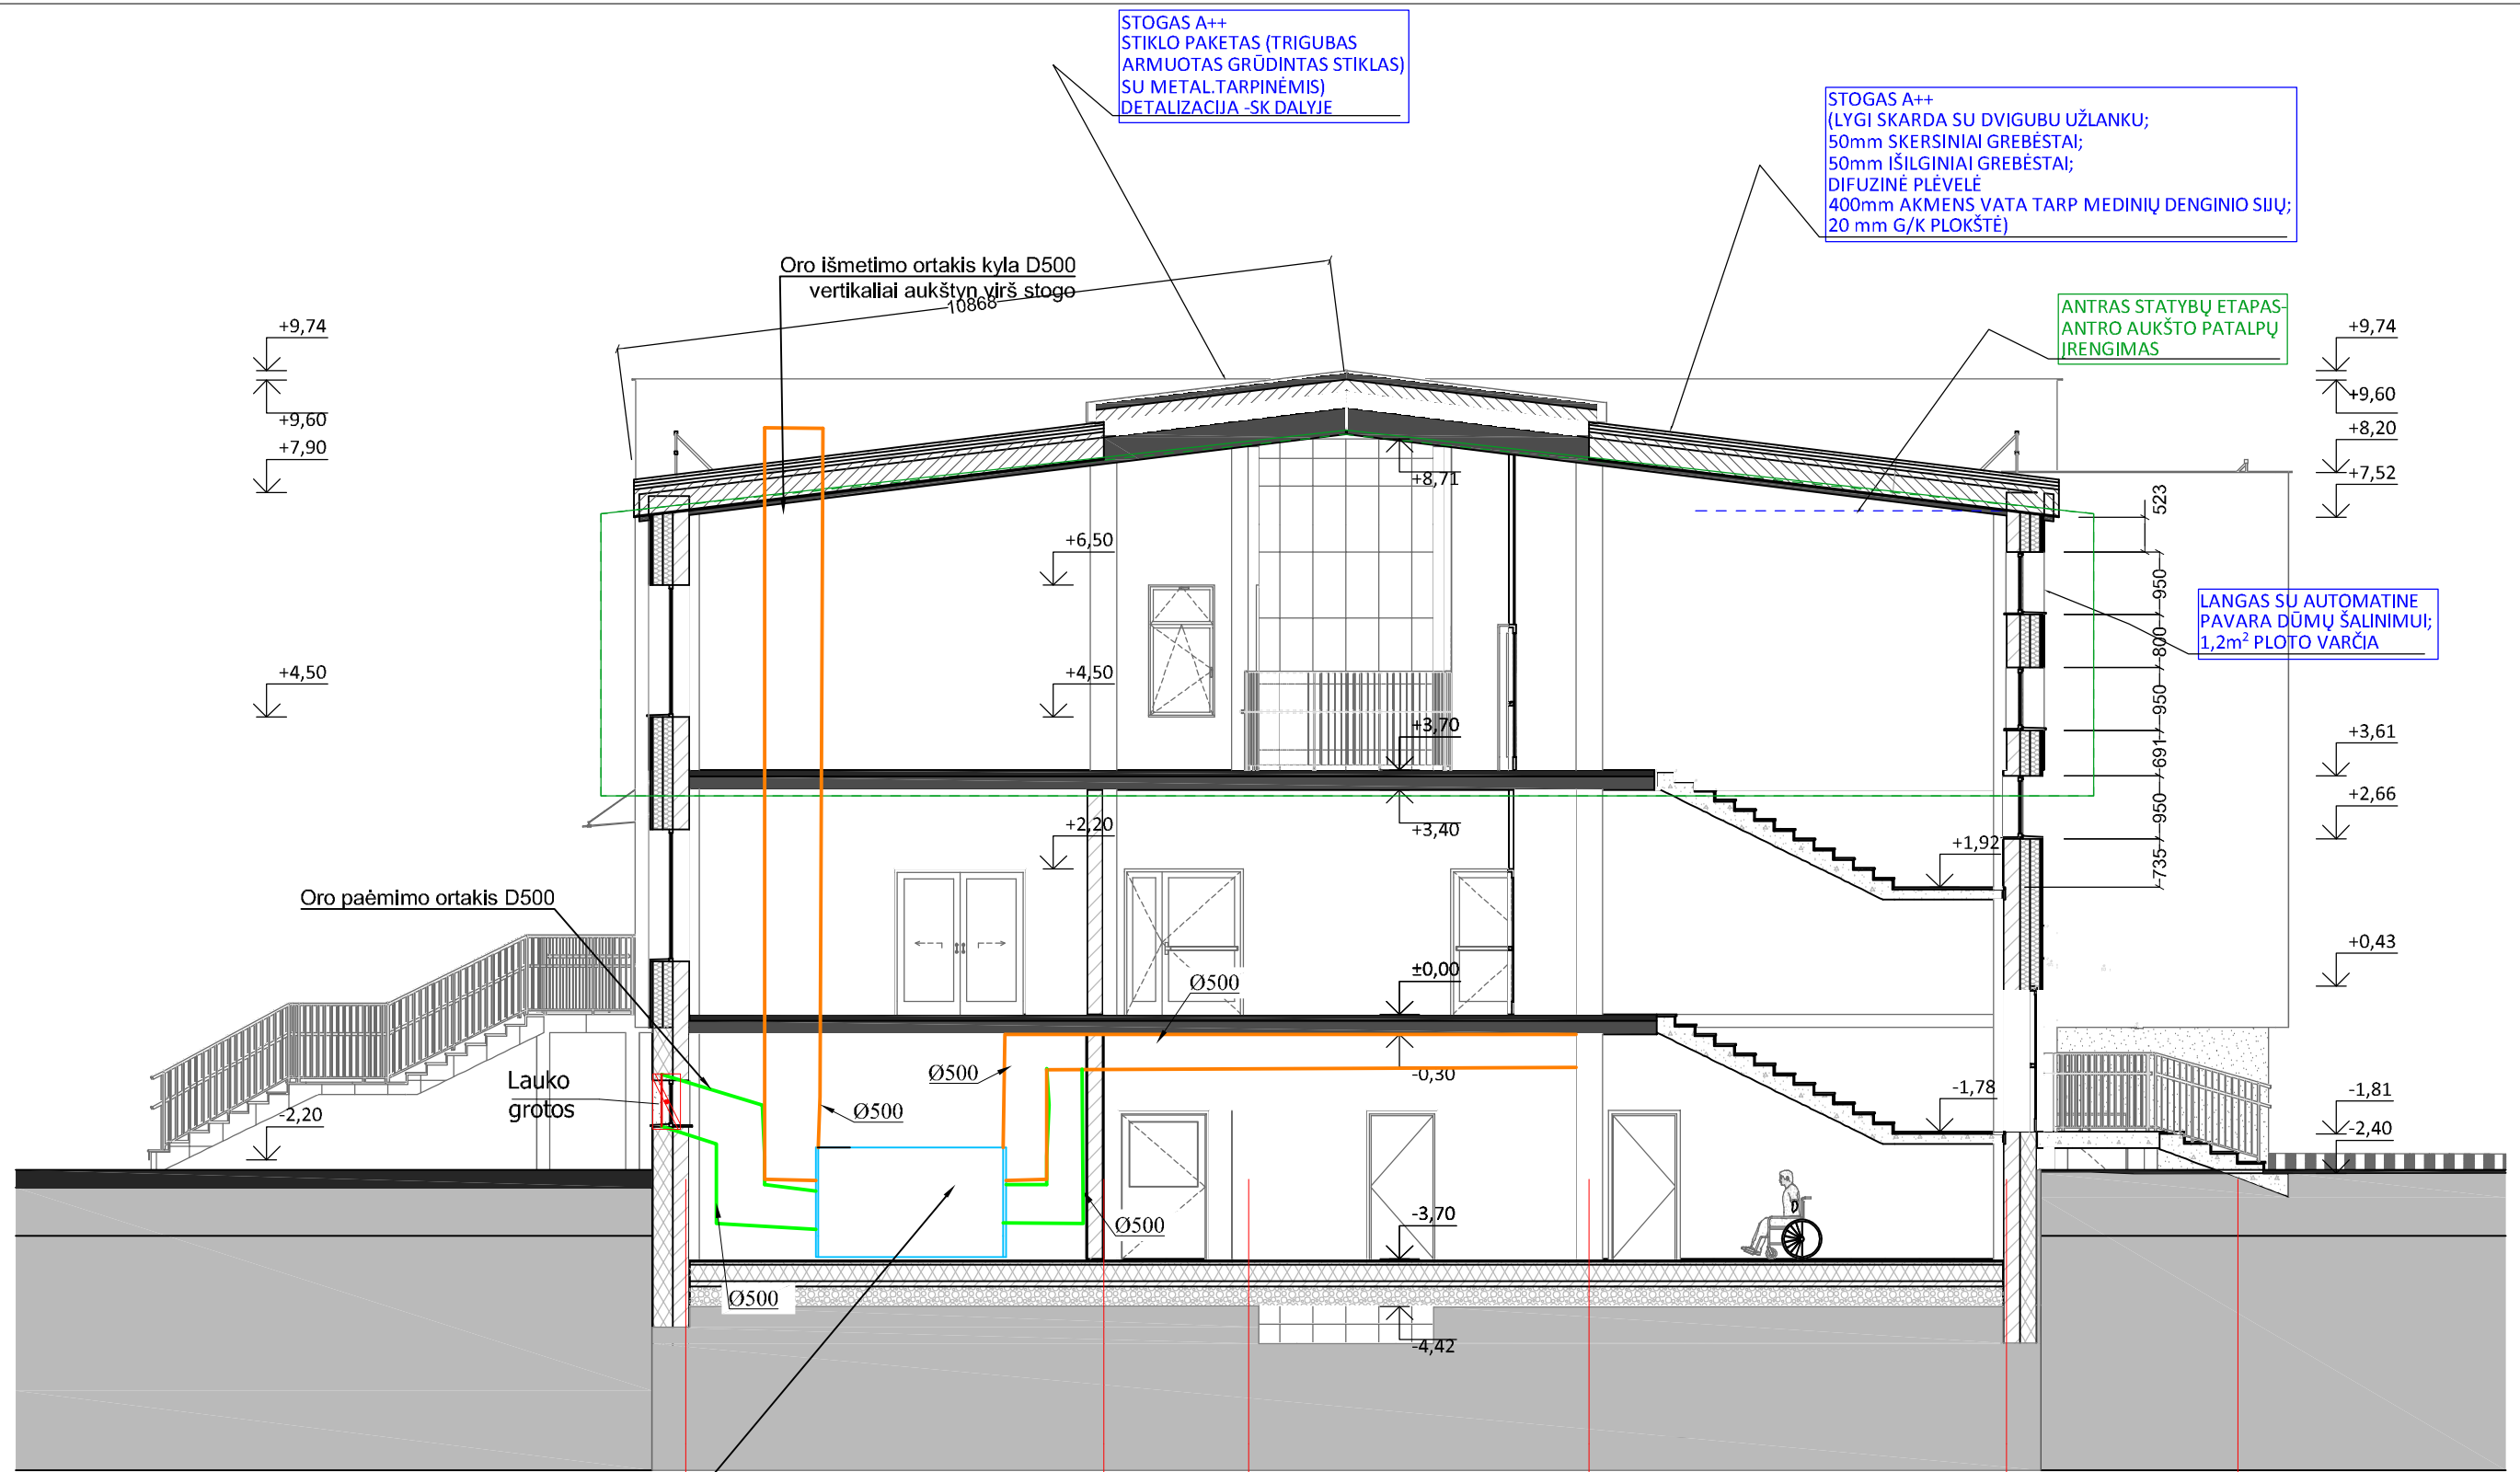 STOGAS A++
STIKLO PAKETAS (TRIGUBAS
ARMUOTAS GRŪDINTAS STIKLAS)
SU METAL.TARPINĖMIS)
DETALIZACIJA -SK DALYJE
STOGAS A++
(LYGI SKARDA SU DVIGUBU UŽLANKU;
50mm SKERSINIAI GREBĖSTAI;
50mm IŠILGINIAI GREBĖSTAI;
DIFUZINĖ PLĖVELĖ
400mm AKMENS VATA TARP MEDINIŲ DENGINIO SIJŲ;
20 mm G/K PLOKŠTĖ)
Oro išmetimo ortakis kyla D500
vertikaliai aukštyn virš stogo
10868
ANTRAS STATYBŲ ETAPAS-
ANTRO AUKŠTO PATALPŲ
ĮRENGIMAS
+9,74
+9,60
+7,90
+4,50
-2,20
+9,74
+9,60
+8,20
+7,52
+3,61
+2,66
+0,43
-1,81
-2,40
+8,71
+6,50
+4,50
+3,70
+3,40
+2,20
+1,92
±0,00
-0,30
-1,78
-3,70
-4,42
523
950
800
950
691
950
735
LANGAS SU AUTOMATINE
PAVARA DŪMŲ ŠALINIMUI;
1,2m² PLOTO VARČIA
Oro paėmimo ortakis D500
Lauko
grotos
Ø500
Ø500
Ø500
Ø500
Ø500